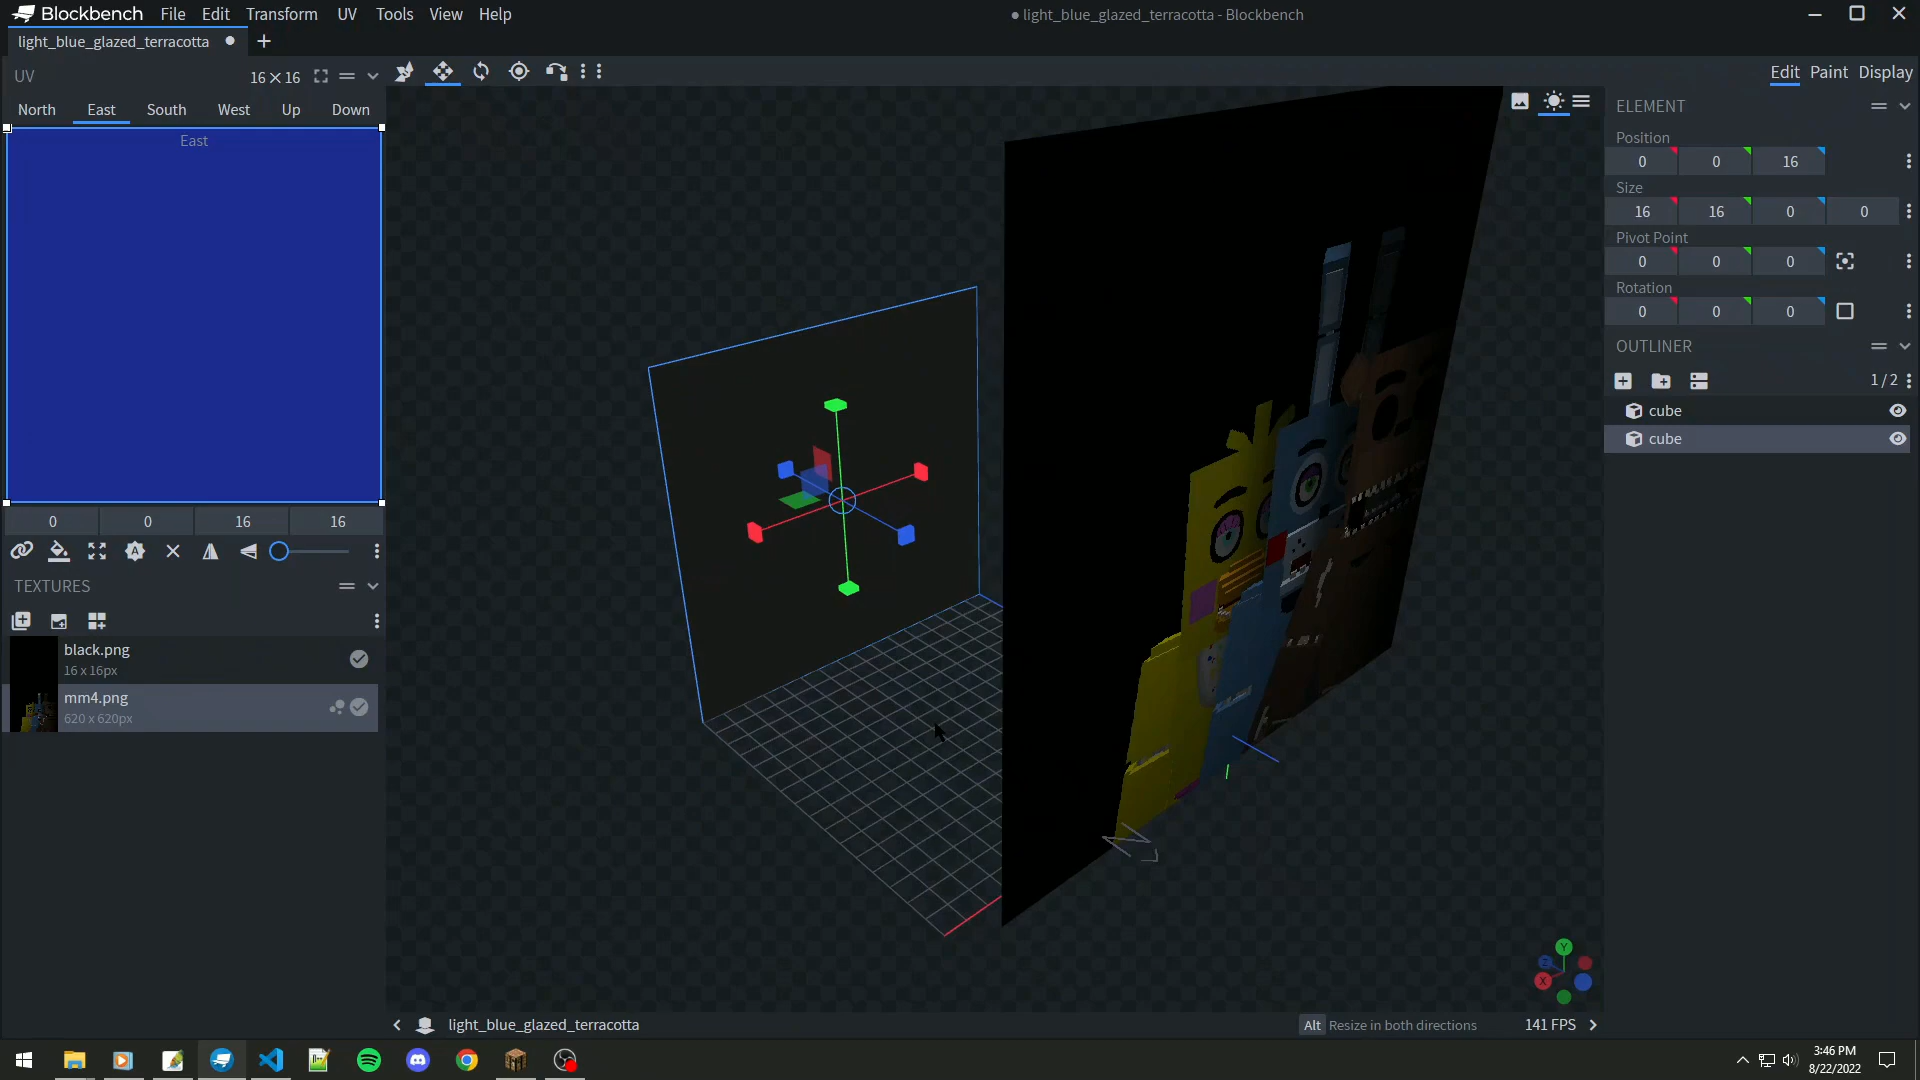 Blockbench File Edit Transform UV Tools View Help
● light_blue_glazed_terracotta - Blockbench
light_blue_glazed_terracotta
UV 16×16
North East South West Up Down
East
0 0 16 16
TEXTURES
black.png
16 x 16px
mm4.png
620 x 620px
Edit Paint Display
ELEMENT
Position
0 0 16
Size
16 16 0 0
Pivot Point
0 0 0
Rotation
0 0 0
OUTLINER
1 / 2
cube
cube
Y
Z
X
light_blue_glazed_terracotta
Alt Resize in both directions
141 FPS
3:46 PM
8/22/2022